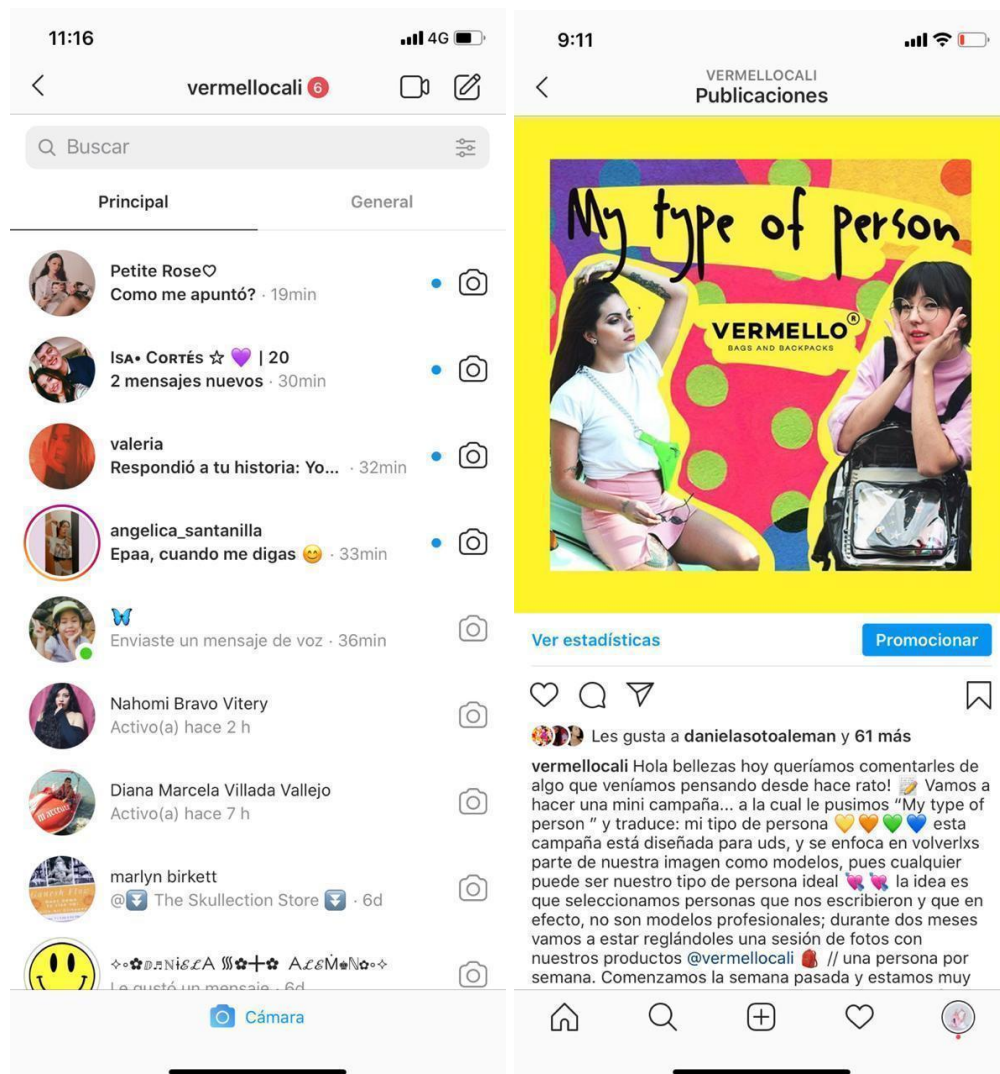 11:16
4G
vermellocali 6
Buscar
Principal
General
Petite Rose♡
Como me apuntó? · 19min
Isᴀ• Cᴏʀᴛᴇ́s ☆ 💜 | 20
2 mensajes nuevos · 30min
valeria
Respondió a tu historia: Yo... · 32min
angelica_santanilla
Epaa, cuando me digas 😊 · 33min
🦋
Enviaste un mensaje de voz · 36min
Nahomi Bravo Vitery
Activo(a) hace 2 h
Diana Marcela Villada Vallejo
Activo(a) hace 7 h
marlyn birkett
@⏬ The Skullection Store ⏬ · 6d
Le gustó un mensaje · 6d
Cámara
9:11
VERMELLOCALI
Publicaciones
My type of person
VERMELLO®
BAGS AND BACKPACKS
Ver estadísticas
Promocionar
Les gusta a danielasotoaleman y 61 más
vermellocali Hola bellezas hoy queríamos comentarles de
algo que veníamos pensando desde hace rato! 📝 Vamos a
hacer una mini campaña... a la cual le pusimos “My type of
person ” y traduce: mi tipo de persona 💛🧡💚💙 esta
campaña está diseñada para uds, y se enfoca en volverlxs
parte de nuestra imagen como modelos, pues cualquier
puede ser nuestro tipo de persona ideal 💘 💘 la idea es
que seleccionamos personas que nos escribieron y que en
efecto, no son modelos profesionales; durante dos meses
vamos a estar reglándoles una sesión de fotos con
nuestros productos @vermellocali 🎒 // una persona por
semana. Comenzamos la semana pasada y estamos muy